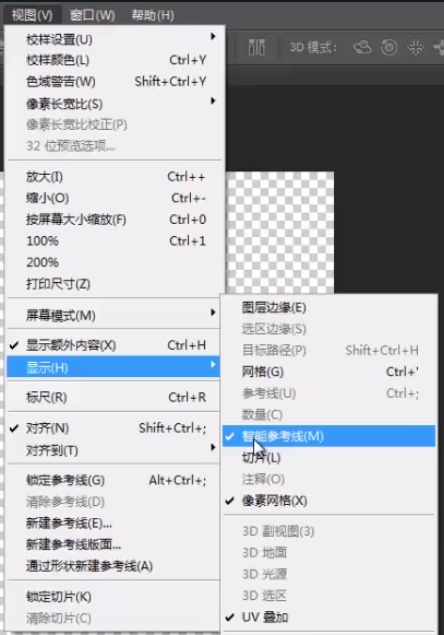 视图(V) 窗口(W) 帮助(H)
3D 模式:
校样设置(U)
校样颜色(L) Ctrl+Y
色域警告(W) Shift+Ctrl+Y
像素长宽比(S)
像素长宽比校正(P)
32 位预览选项...
放大(I) Ctrl++
缩小(O) Ctrl+-
按屏幕大小缩放(F) Ctrl+0
100% Ctrl+1
200%
打印尺寸(Z)
屏幕模式(M)
显示额外内容(X) Ctrl+H
显示(H)
标尺(R) Ctrl+R
对齐(N) Shift+Ctrl+;
对齐到(T)
锁定参考线(G) Alt+Ctrl+;
清除参考线(D)
新建参考线(E)...
新建参考线版面...
通过形状新建参考线(A)
锁定切片(K)
清除切片(C)
图层边缘(E)
选区边缘(S)
目标路径(P) Shift+Ctrl+H
网格(G) Ctrl+'
参考线(U) Ctrl+;
数量(C)
智能参考线(M)
切片(L)
注释(O)
像素网格(X)
3D 副视图(3)
3D 地面
3D 光源
3D 选区
UV 叠加